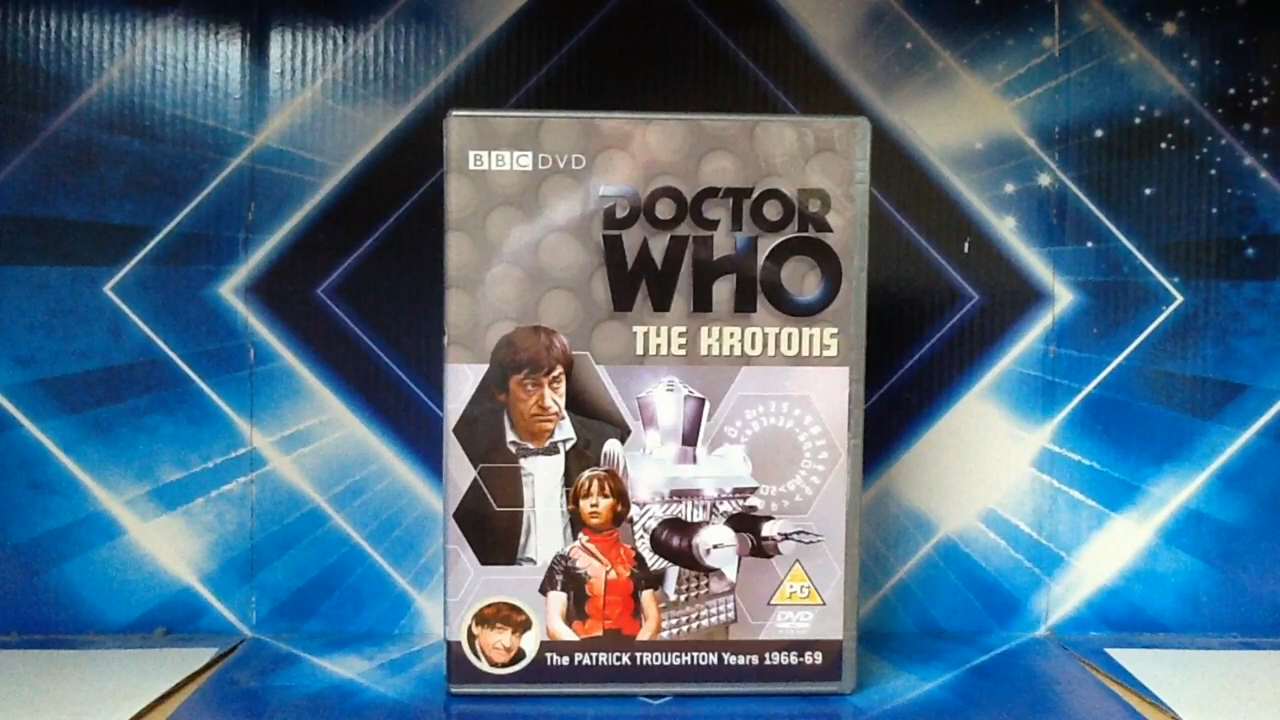 BBC DVD
DOCTOR
WHO
THE KROTONS
PG
DVD
The PATRICK TROUGHTON Years 1966-69